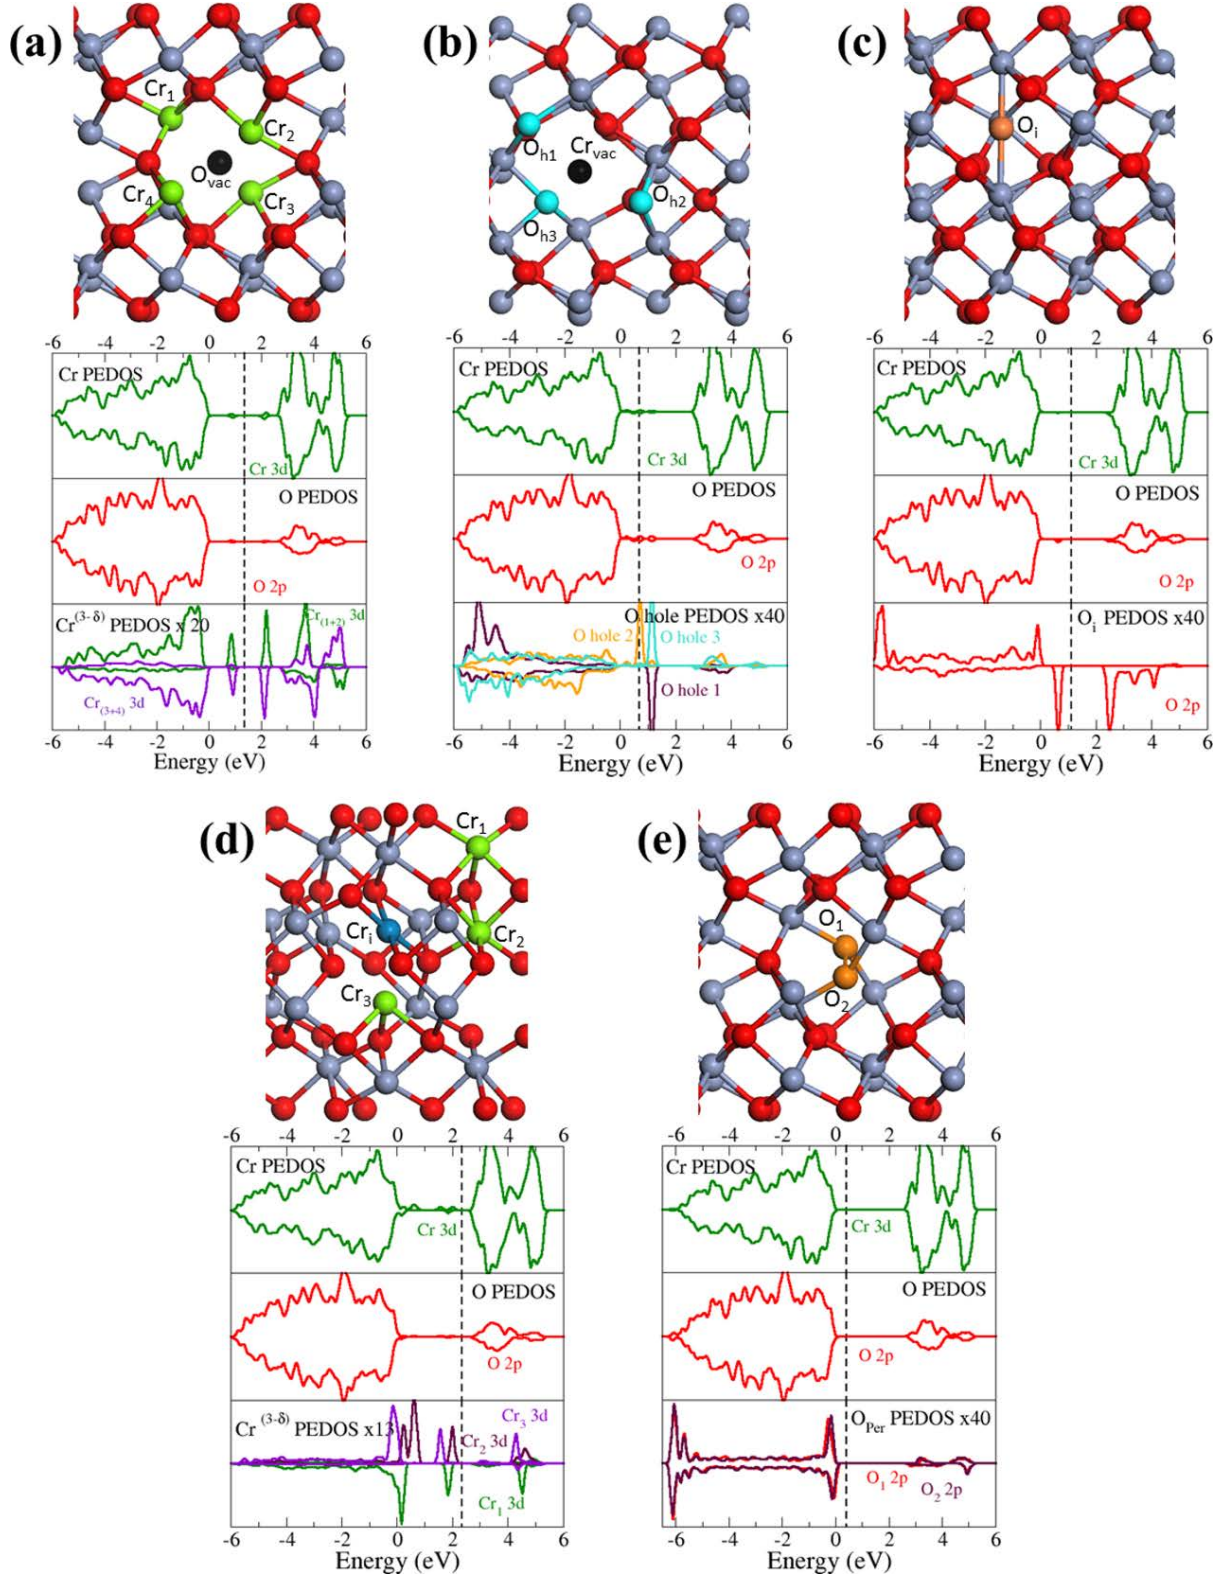 (a)
Cr1
Cr2
Ovac
Cr4
Cr3
-6 -4 -2 0 2 4 6
Cr PEDOS
Cr 3d
O PEDOS
O 2p
Cr(3-δ) PEDOS x 20
Cr(1+2) 3d
Cr(3+4) 3d
-6 -4 -2 0 2 4 6
Energy (eV)
(b)
Crvac
Oh1
Oh2
Oh3
-6 -4 -2 0 2 4 6
Cr PEDOS
Cr 3d
O PEDOS
O 2p
O hole PEDOS x40
O hole 2
O hole 3
O hole 1
-6 -4 -2 0 2 4 6
Energy (eV)
(c)
Oi
-6 -4 -2 0 2 4 6
Cr PEDOS
Cr 3d
O PEDOS
O 2p
Oi PEDOS x40
O 2p
-6 -4 -2 0 2 4 6
Energy (eV)
(d)
Cr1
Cri
Cr2
Cr3
-6 -4 -2 0 2 4 6
Cr PEDOS
Cr 3d
O PEDOS
O 2p
Cr (3-δ) PEDOS x13
Cr3 3d
Cr2 3d
Cr1 3d
-6 -4 -2 0 2 4 6
Energy (eV)
(e)
O1
O2
-6 -4 -2 0 2 4 6
Cr PEDOS
Cr 3d
O PEDOS
O 2p
OPer PEDOS x40
O1 2p
O2 2p
-6 -4 -2 0 2 4 6
Energy (eV)